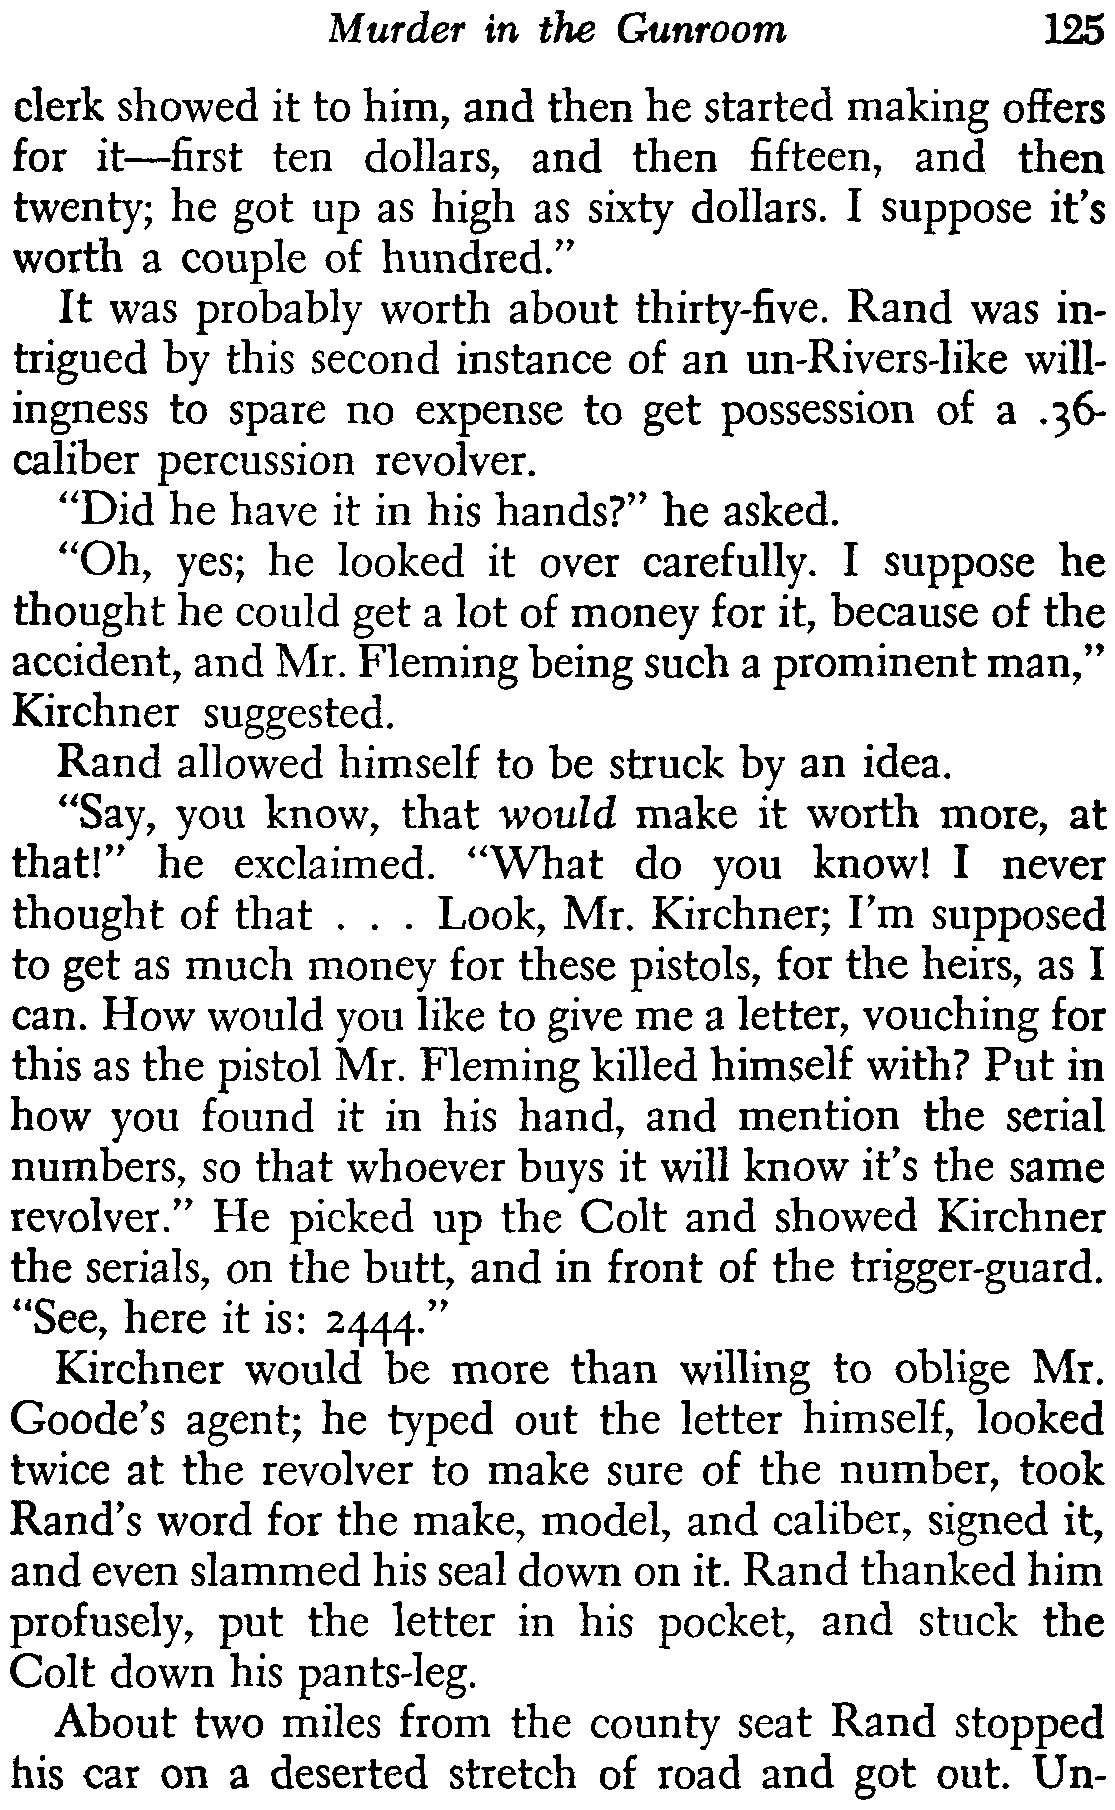 Murder in the Gunroom 125
clerk showed it to him, and then he started making offers
for it—first ten dollars, and then fifteen, and then
twenty; he got up as high as sixty dollars. I suppose it's
worth a couple of hundred."
It was probably worth about thirty-five. Rand was in-
trigued by this second instance of an un-Rivers-like will-
ingness to spare no expense to get possession of a .36-
caliber percussion revolver.
"Did he have it in his hands?" he asked.
"Oh, yes; he looked it over carefully. I suppose he
thought he could get a lot of money for it, because of the
accident, and Mr. Fleming being such a prominent man,"
Kirchner suggested.
Rand allowed himself to be struck by an idea.
"Say, you know, that would make it worth more, at
that!" he exclaimed. "What do you know! I never
thought of that . . . Look, Mr. Kirchner; I'm supposed
to get as much money for these pistols, for the heirs, as I
can. How would you like to give me a letter, vouching for
this as the pistol Mr. Fleming killed himself with? Put in
how you found it in his hand, and mention the serial
numbers, so that whoever buys it will know it's the same
revolver." He picked up the Colt and showed Kirchner
the serials, on the butt, and in front of the trigger-guard.
"See, here it is: 2444."
Kirchner would be more than willing to oblige Mr.
Goode's agent; he typed out the letter himself, looked
twice at the revolver to make sure of the number, took
Rand's word for the make, model, and caliber, signed it,
and even slammed his seal down on it. Rand thanked him
profusely, put the letter in his pocket, and stuck the
Colt down his pants-leg.
About two miles from the county seat Rand stopped
his car on a deserted stretch of road and got out. Un-